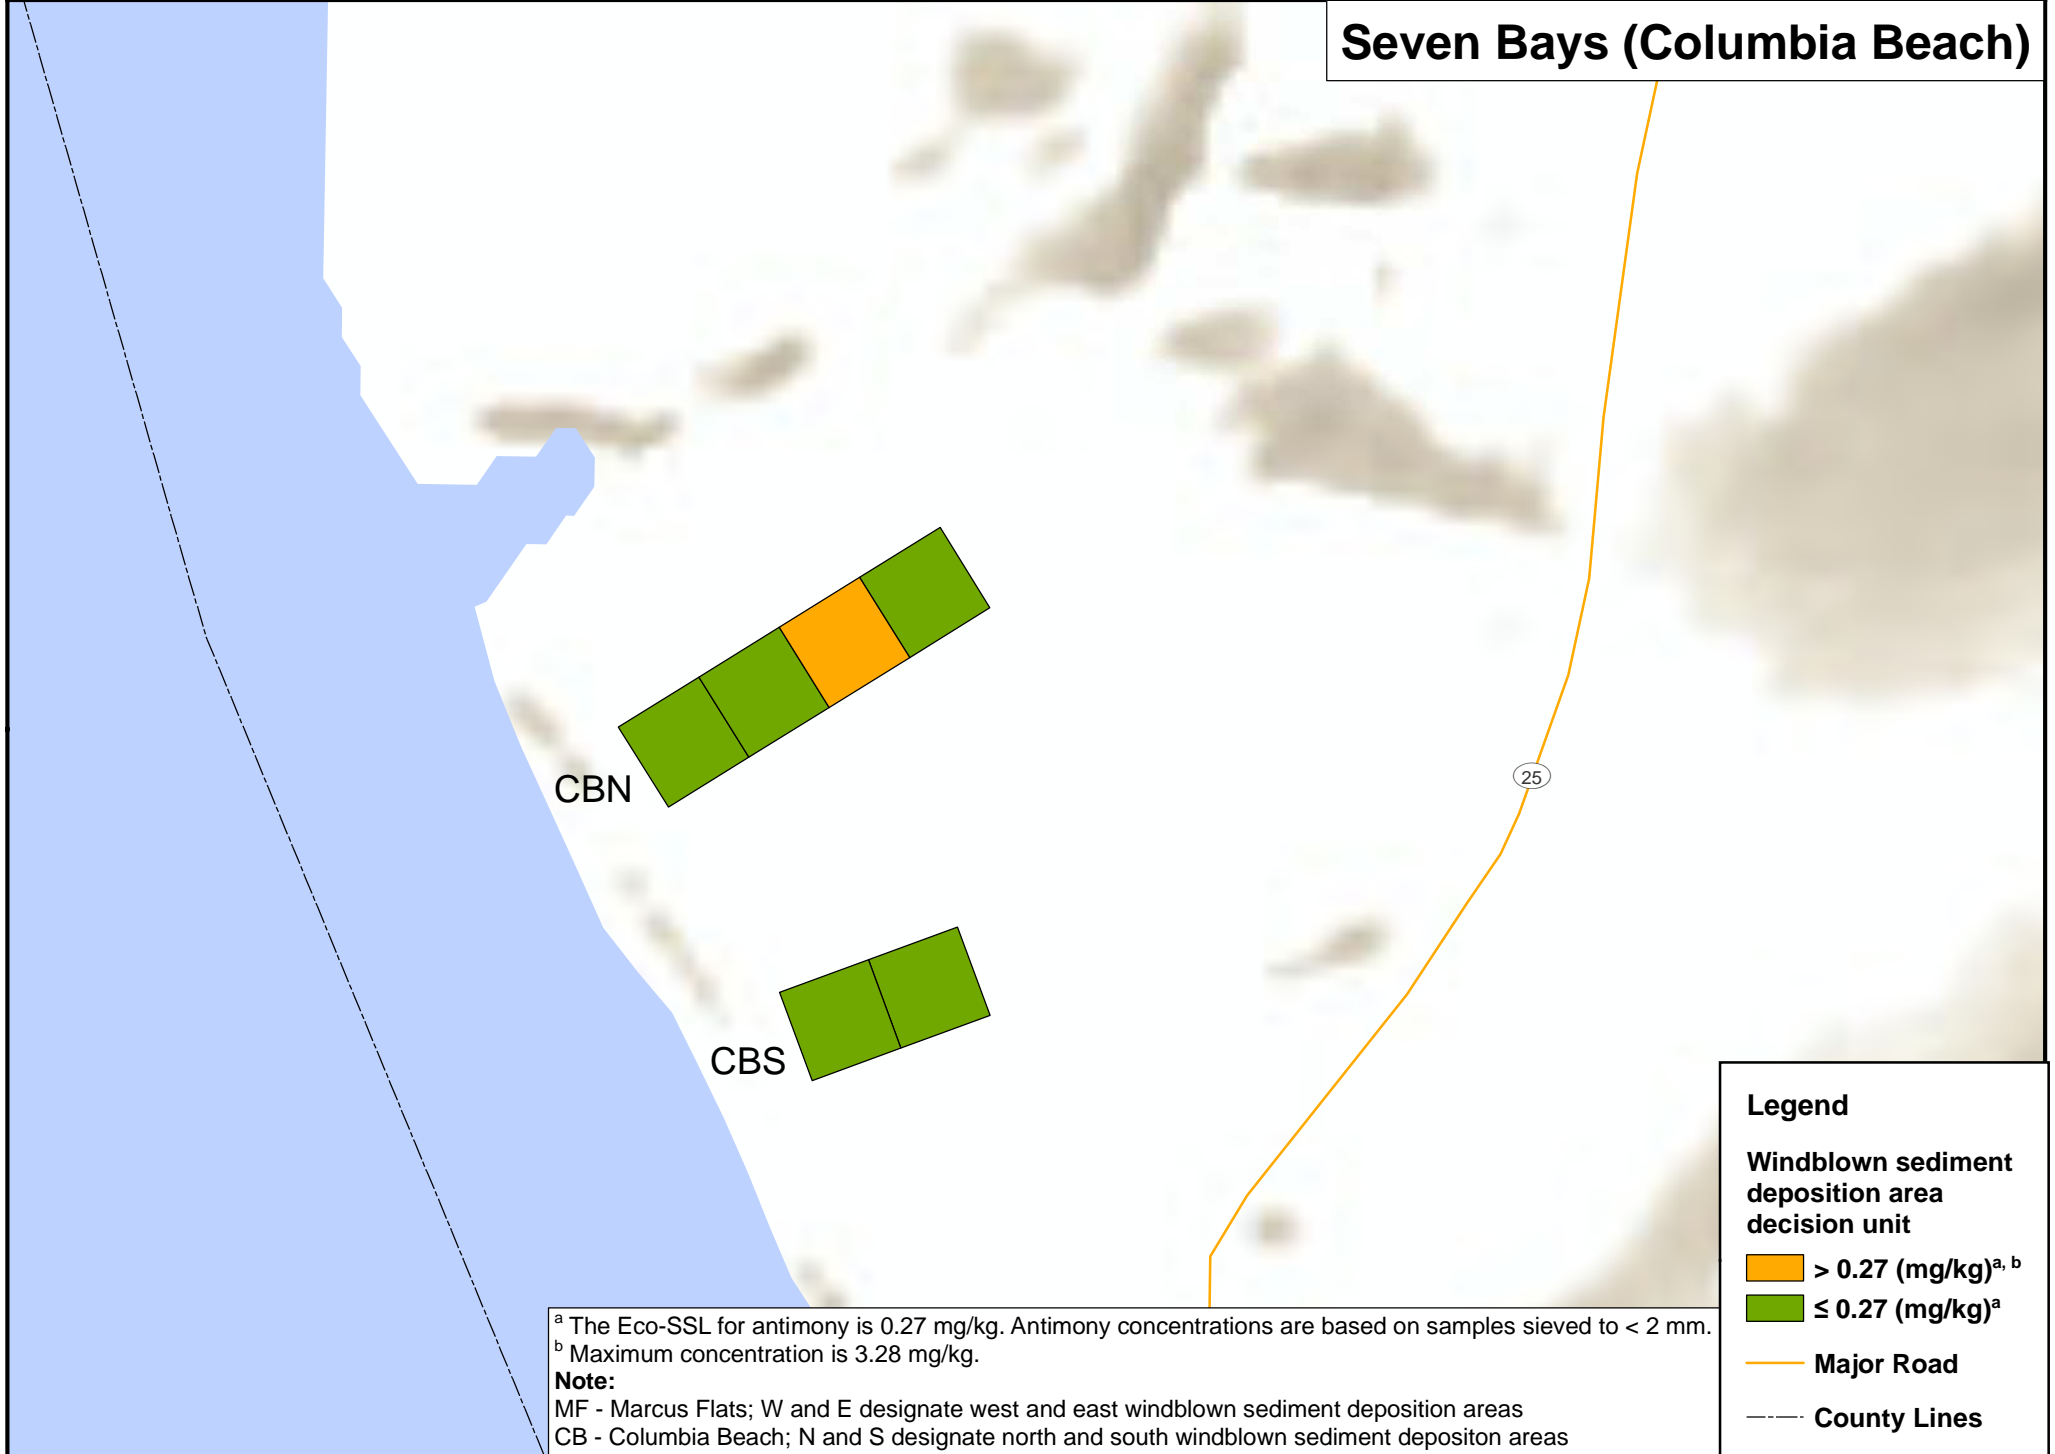 Seven Bays (Columbia Beach)
CBN
25
CBS
Legend
Windblown sediment
deposition area
decision unit
> 0.27 (mg/kg)a, b
≤ 0.27 (mg/kg)a
Major Road
County Lines
a The Eco-SSL for antimony is 0.27 mg/kg. Antimony concentrations are based on samples sieved to < 2 mm.
b Maximum concentration is 3.28 mg/kg.
Note:
MF - Marcus Flats; W and E designate west and east windblown sediment deposition areas
CB - Columbia Beach; N and S designate north and south windblown sediment depositon areas